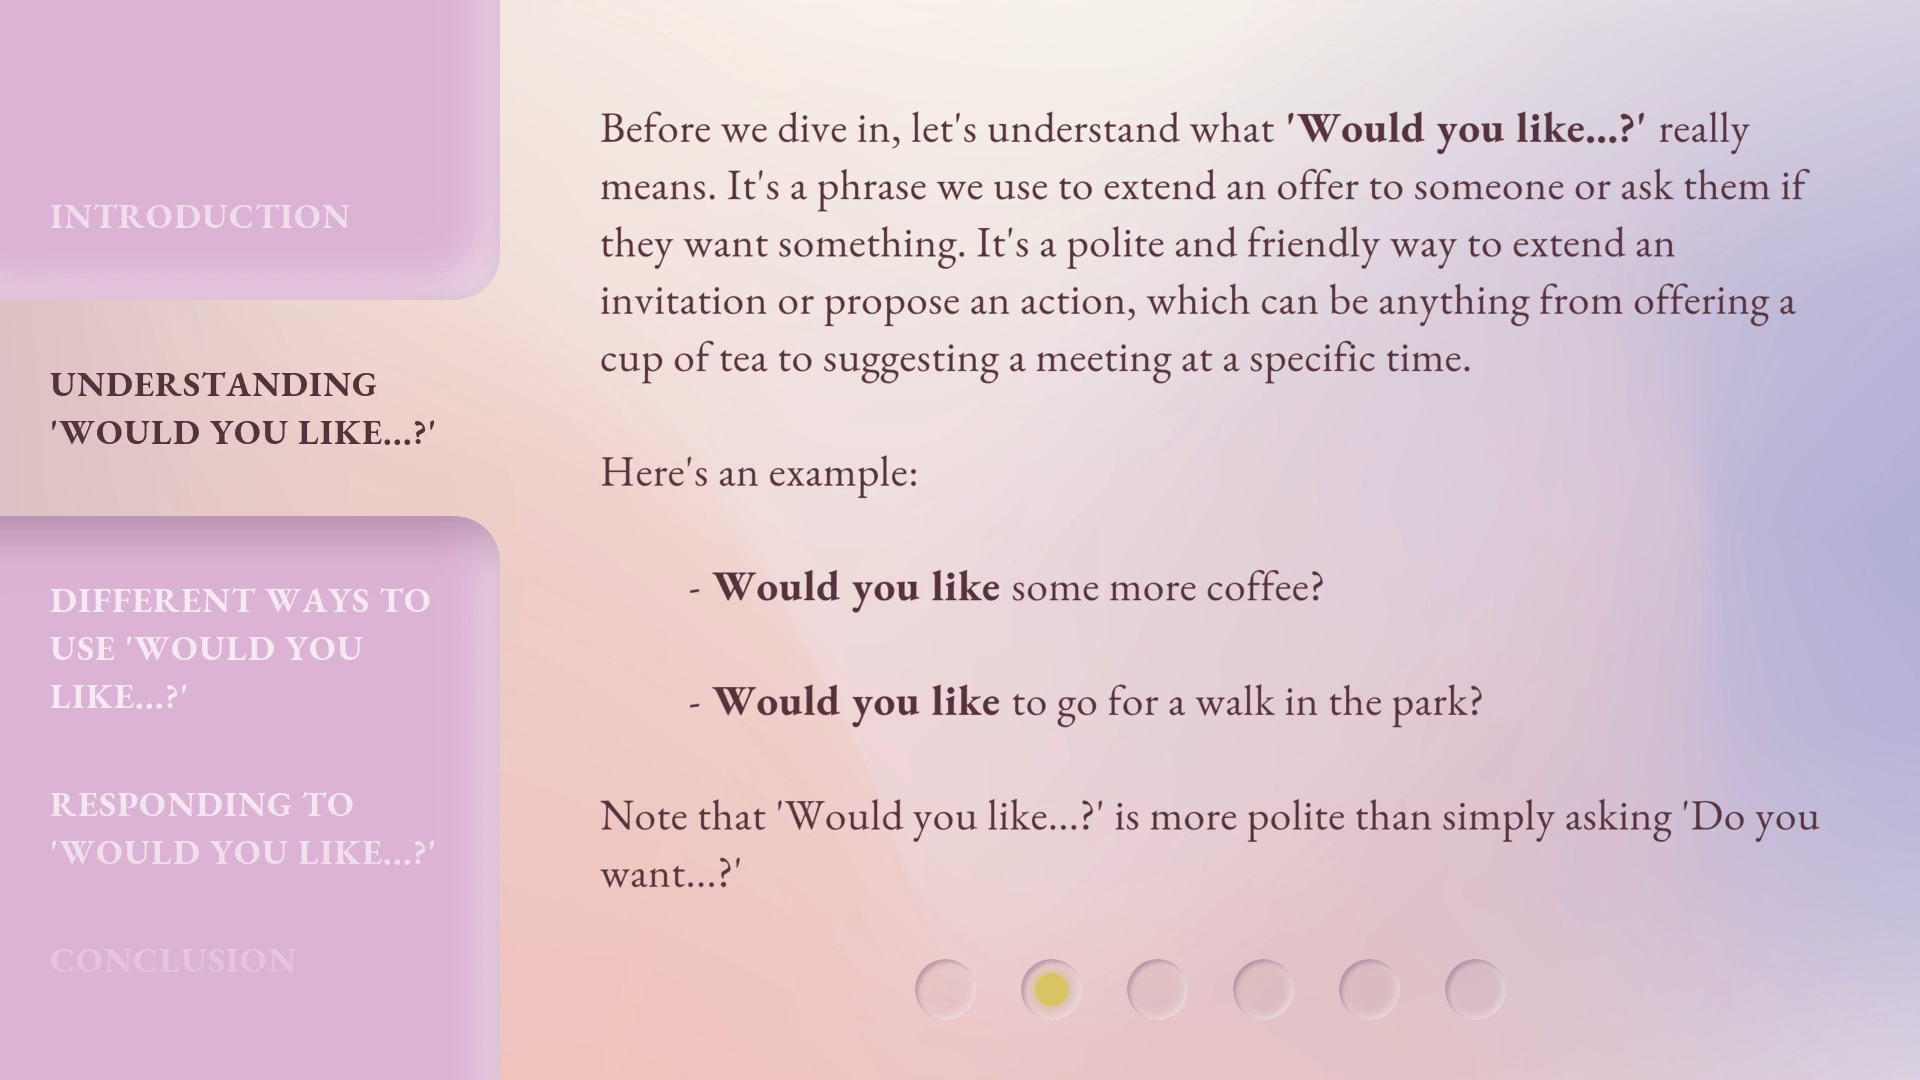 INTRODUCTION
UNDERSTANDING
'WOULD YOU LIKE...?'
DIFFERENT WAYS TO
USE 'WOULD YOU
LIKE...?'
RESPONDING TO
'WOULD YOU LIKE...?'
CONCLUSION
Before we dive in, let's understand what 'Would you like...?' really
means. It's a phrase we use to extend an offer to someone or ask them if
they want something. It's a polite and friendly way to extend an
invitation or propose an action, which can be anything from offering a
cup of tea to suggesting a meeting at a specific time.
Here's an example:
- Would you like some more coffee?
- Would you like to go for a walk in the park?
Note that 'Would you like...?' is more polite than simply asking 'Do you
want...?'